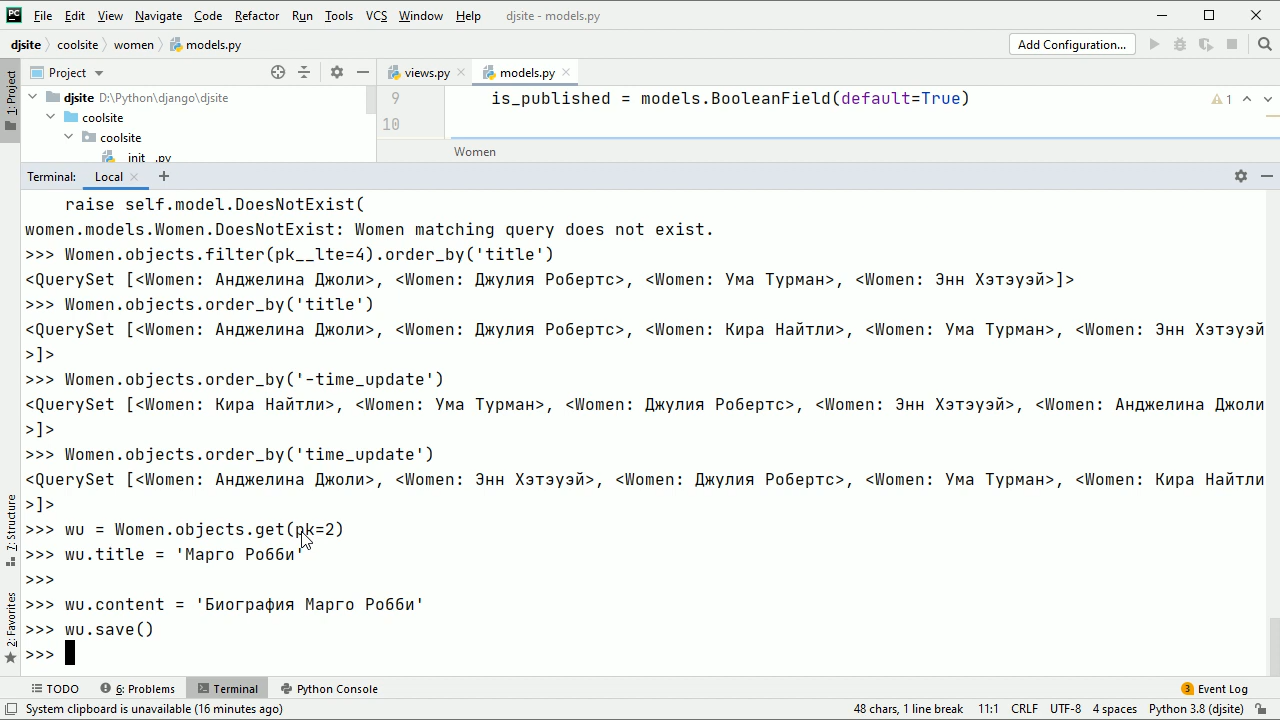 File Edit View Navigate Code Refactor Run Tools VCS Window Help djsite - models.py
djsite coolsite women models.py Add Configuration...
1: Project
Project
views.py models.py
djsite D:\Python\django\djsite
coolsite
coolsite
__init__.py
9 is_published = models.BooleanField(default=True)
1
10
Women
Terminal: Local +
raise self.model.DoesNotExist(
women.models.Women.DoesNotExist: Women matching query does not exist.
>>> Women.objects.filter(pk__lte=4).order_by('title')
<QuerySet [<Women: Анджелина Джоли>, <Women: Джулия Робертс>, <Women: Ума Турман>, <Women: Энн Хэтэуэй>]>
>>> Women.objects.order_by('title')
<QuerySet [<Women: Анджелина Джоли>, <Women: Джулия Робертс>, <Women: Кира Найтли>, <Women: Ума Турман>, <Women: Энн Хэтэуэй
>]>
>>> Women.objects.order_by('-time_update')
<QuerySet [<Women: Кира Найтли>, <Women: Ума Турман>, <Women: Джулия Робертс>, <Women: Энн Хэтэуэй>, <Women: Анджелина Джоли
>]>
>>> Women.objects.order_by('time_update')
<QuerySet [<Women: Анджелина Джоли>, <Women: Энн Хэтэуэй>, <Women: Джулия Робертс>, <Women: Ума Турман>, <Women: Кира Найтли
>]>
>>> wu = Women.objects.get(pk=2)
>>> wu.title = 'Марго Робби'
>>>
>>> wu.content = 'Биография Марго Робби'
>>> wu.save()
>>>
Z: Structure
2: Favorites
TODO 6: Problems Terminal Python Console 3 Event Log
System clipboard is unavailable (16 minutes ago) 48 chars, 1 line break 11:1 CRLF UTF-8 4 spaces Python 3.8 (djsite)